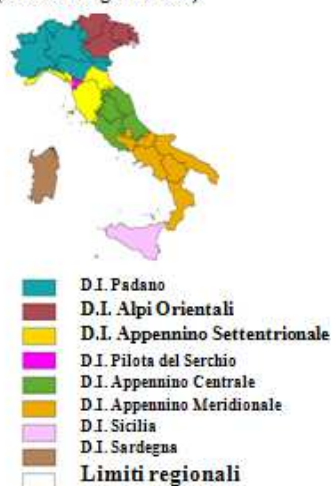 D.I. Padano
D.I. Alpi Orientali
D.I. Appennino Settentrionale
D.I. Pilota del Serchio
D.I. Appennino Centrale
D.I. Appennino Meridionale
D.I. Sicilia
D.I. Sardegna
Limiti regionali